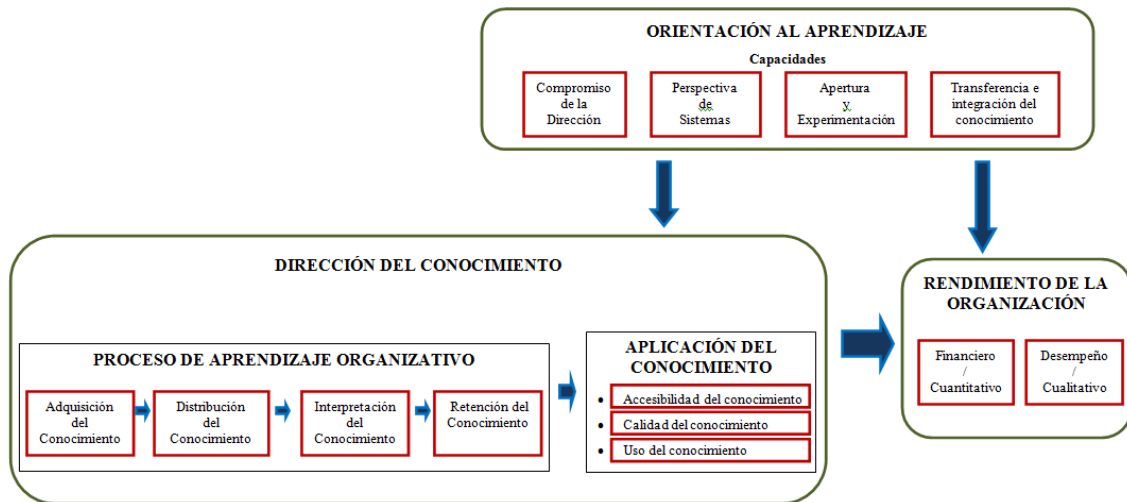 ORIENTACIÓN AL APRENDIZAJE
Capacidades
Compromiso
de la
Dirección
Perspectiva
de
Sistemas
Apertura
y
Experimentación
Transferencia e
integración del
conocimiento
DIRECCIÓN DEL CONOCIMIENTO
PROCESO DE APRENDIZAJE ORGANIZATIVO
Adquisición
del
Conocimiento
Distribución
del
Conocimiento
Interpretación
del
Conocimiento
Retención del
Conocimiento
APLICACIÓN DEL
CONOCIMIENTO
• Accesibilidad del conocimiento
• Calidad del conocimiento
• Uso del conocimiento
RENDIMIENTO DE LA
ORGANIZACIÓN
Financiero
/
Cuantitativo
Desempeño
/
Cualitativo